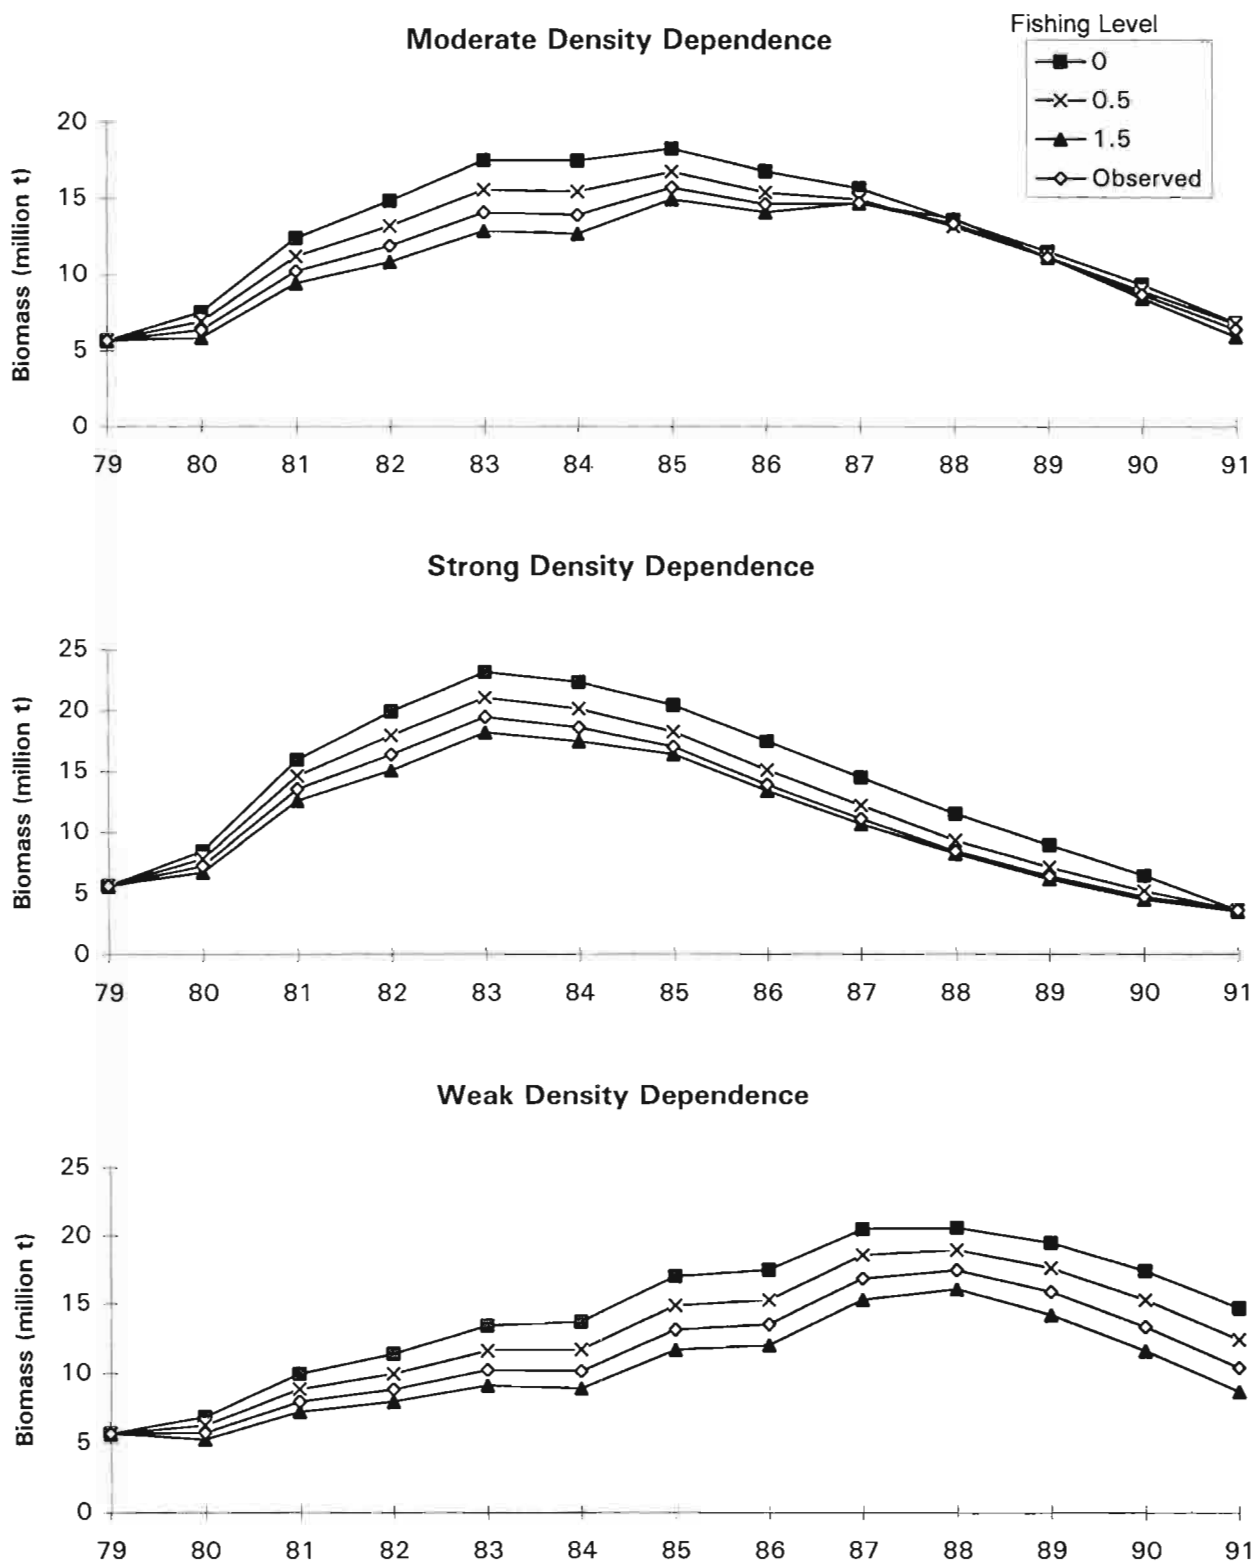 Moderate Density Dependence
Fishing Level
0
0.5
1.5
Observed
Biomass (million t)
20
15
10
5
0
79 80 81 82 83 84 85 86 87 88 89 90 91
Strong Density Dependence
Biomass (million t)
25
20
15
10
5
0
79 80 81 82 83 84 85 86 87 88 89 90 91
Weak Density Dependence
Biomass (million t)
25
20
15
10
5
0
79 80 81 82 83 84 85 86 87 88 89 90 91